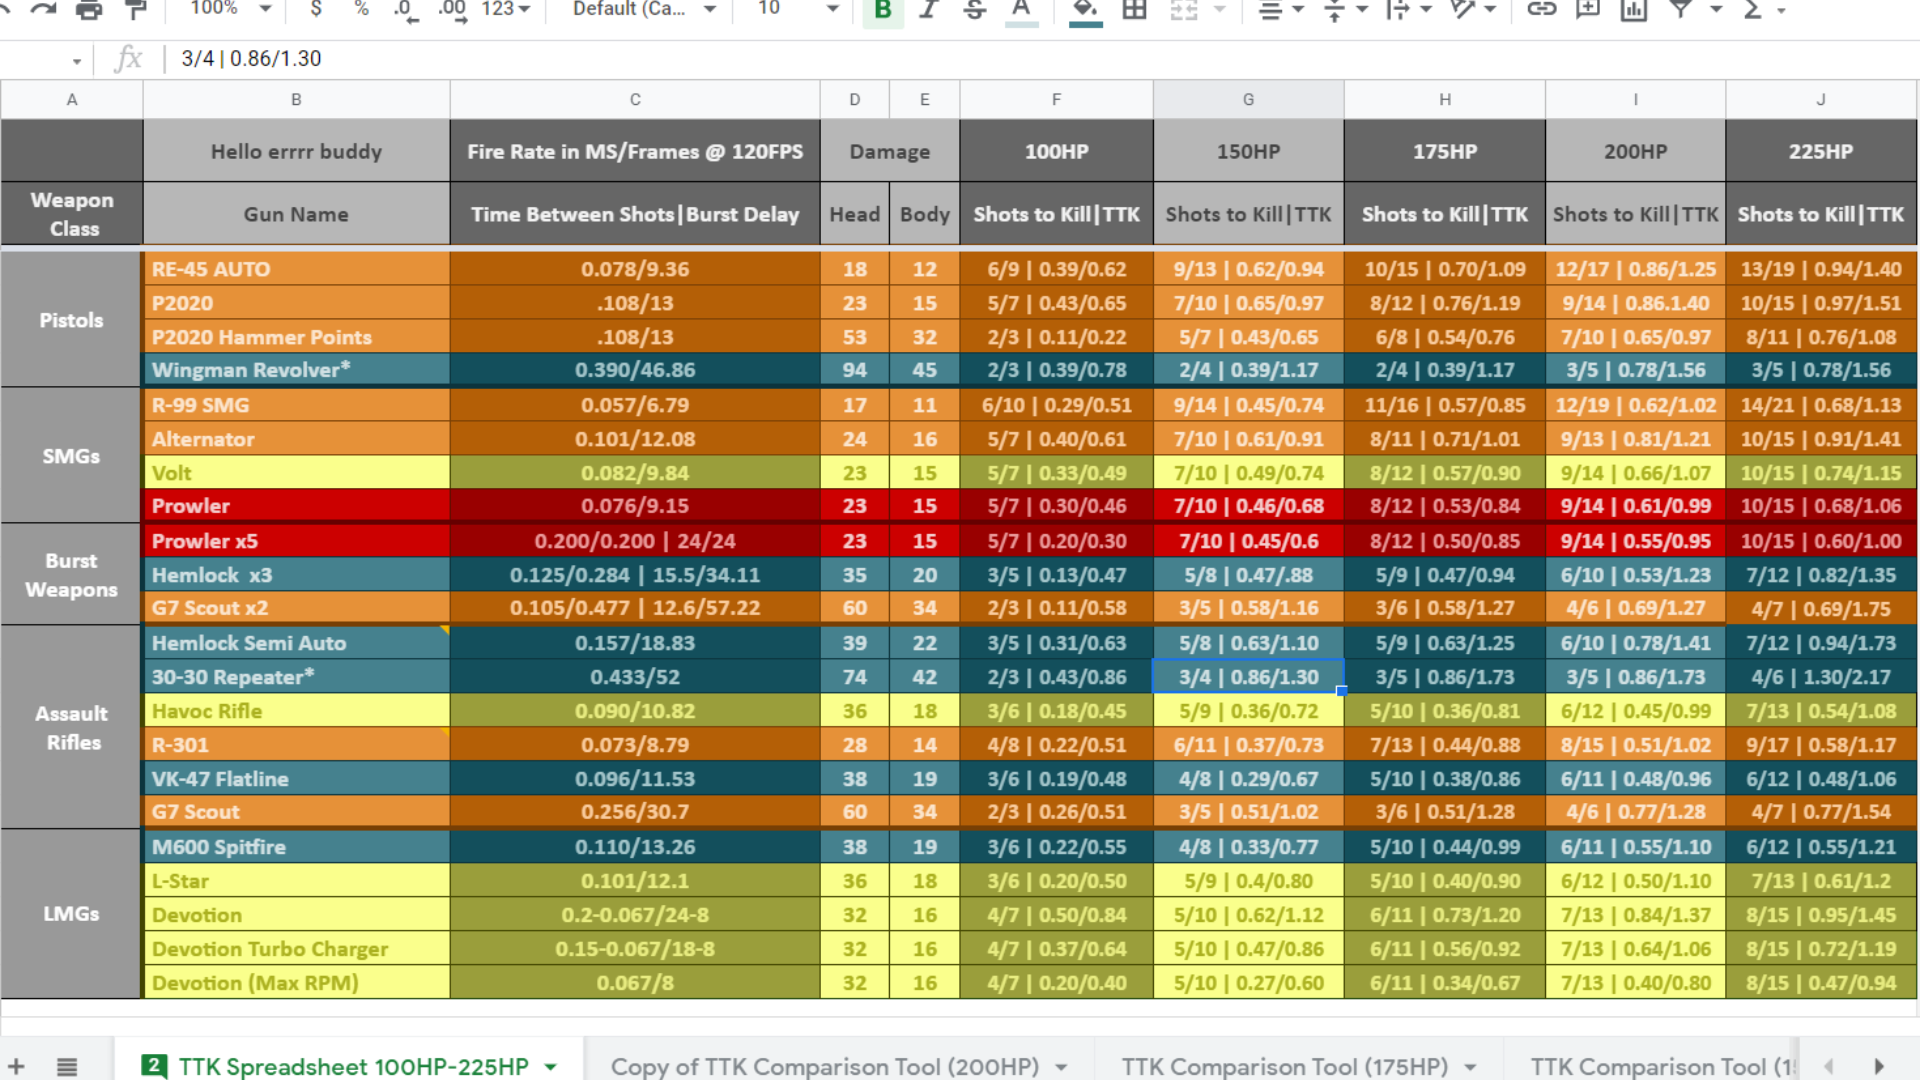 100% $ % .0 .00 123 Default (Ca... 10 B I S A Σ
fx 3/4 | 0.86/1.30
A B C D E F G H I J
Hello errrr buddy Fire Rate in MS/Frames @ 120FPS Damage 100HP 150HP 175HP 200HP 225HP
Weapon
Class
Gun Name Time Between Shots|Burst Delay Head Body Shots to Kill|TTK Shots to Kill|TTK Shots to Kill|TTK Shots to Kill|TTK Shots to Kill|TTK
Pistols
RE-45 AUTO 0.078/9.36 18 12 6/9 | 0.39/0.62 9/13 | 0.62/0.94 10/15 | 0.70/1.09 12/17 | 0.86/1.25 13/19 | 0.94/1.40
P2020 .108/13 23 15 5/7 | 0.43/0.65 7/10 | 0.65/0.97 8/12 | 0.76/1.19 9/14 | 0.86.1.40 10/15 | 0.97/1.51
P2020 Hammer Points .108/13 53 32 2/3 | 0.11/0.22 5/7 | 0.43/0.65 6/8 | 0.54/0.76 7/10 | 0.65/0.97 8/11 | 0.76/1.08
Wingman Revolver* 0.390/46.86 94 45 2/3 | 0.39/0.78 2/4 | 0.39/1.17 2/4 | 0.39/1.17 3/5 | 0.78/1.56 3/5 | 0.78/1.56
SMGs
R-99 SMG 0.057/6.79 17 11 6/10 | 0.29/0.51 9/14 | 0.45/0.74 11/16 | 0.57/0.85 12/19 | 0.62/1.02 14/21 | 0.68/1.13
Alternator 0.101/12.08 24 16 5/7 | 0.40/0.61 7/10 | 0.61/0.91 8/11 | 0.71/1.01 9/13 | 0.81/1.21 10/15 | 0.91/1.41
Volt 0.082/9.84 23 15 5/7 | 0.33/0.49 7/10 | 0.49/0.74 8/12 | 0.57/0.90 9/14 | 0.66/1.07 10/15 | 0.74/1.15
Prowler 0.076/9.15 23 15 5/7 | 0.30/0.46 7/10 | 0.46/0.68 8/12 | 0.53/0.84 9/14 | 0.61/0.99 10/15 | 0.68/1.06
Burst
Weapons
Prowler x5 0.200/0.200 | 24/24 23 15 5/7 | 0.20/0.30 7/10 | 0.45/0.6 8/12 | 0.50/0.85 9/14 | 0.55/0.95 10/15 | 0.60/1.00
Hemlock x3 0.125/0.284 | 15.5/34.11 35 20 3/5 | 0.13/0.47 5/8 | 0.47/.88 5/9 | 0.47/0.94 6/10 | 0.53/1.23 7/12 | 0.82/1.35
G7 Scout x2 0.105/0.477 | 12.6/57.22 60 34 2/3 | 0.11/0.58 3/5 | 0.58/1.16 3/6 | 0.58/1.27 4/6 | 0.69/1.27 4/7 | 0.69/1.75
Assault
Rifles
Hemlock Semi Auto 0.157/18.83 39 22 3/5 | 0.31/0.63 5/8 | 0.63/1.10 5/9 | 0.63/1.25 6/10 | 0.78/1.41 7/12 | 0.94/1.73
30-30 Repeater* 0.433/52 74 42 2/3 | 0.43/0.86 3/4 | 0.86/1.30 3/5 | 0.86/1.73 3/5 | 0.86/1.73 4/6 | 1.30/2.17
Havoc Rifle 0.090/10.82 36 18 3/6 | 0.18/0.45 5/9 | 0.36/0.72 5/10 | 0.36/0.81 6/12 | 0.45/0.99 7/13 | 0.54/1.08
R-301 0.073/8.79 28 14 4/8 | 0.22/0.51 6/11 | 0.37/0.73 7/13 | 0.44/0.88 8/15 | 0.51/1.02 9/17 | 0.58/1.17
VK-47 Flatline 0.096/11.53 38 19 3/6 | 0.19/0.48 4/8 | 0.29/0.67 5/10 | 0.38/0.86 6/11 | 0.48/0.96 6/12 | 0.48/1.06
G7 Scout 0.256/30.7 60 34 2/3 | 0.26/0.51 3/5 | 0.51/1.02 3/6 | 0.51/1.28 4/6 | 0.77/1.28 4/7 | 0.77/1.54
LMGs
M600 Spitfire 0.110/13.26 38 19 3/6 | 0.22/0.55 4/8 | 0.33/0.77 5/10 | 0.44/0.99 6/11 | 0.55/1.10 6/12 | 0.55/1.21
L-Star 0.101/12.1 36 18 3/6 | 0.20/0.50 5/9 | 0.4/0.80 5/10 | 0.40/0.90 6/12 | 0.50/1.10 7/13 | 0.61/1.2
Devotion 0.2-0.067/24-8 32 16 4/7 | 0.50/0.84 5/10 | 0.62/1.12 6/11 | 0.73/1.20 7/13 | 0.84/1.37 8/15 | 0.95/1.45
Devotion Turbo Charger 0.15-0.067/18-8 32 16 4/7 | 0.37/0.64 5/10 | 0.47/0.86 6/11 | 0.56/0.92 7/13 | 0.64/1.06 8/15 | 0.72/1.19
Devotion (Max RPM) 0.067/8 32 16 4/7 | 0.20/0.40 5/10 | 0.27/0.60 6/11 | 0.34/0.67 7/13 | 0.40/0.80 8/15 | 0.47/0.94
2 TTK Spreadsheet 100HP-225HP Copy of TTK Comparison Tool (200HP) TTK Comparison Tool (175HP) TTK Comparison Tool (1